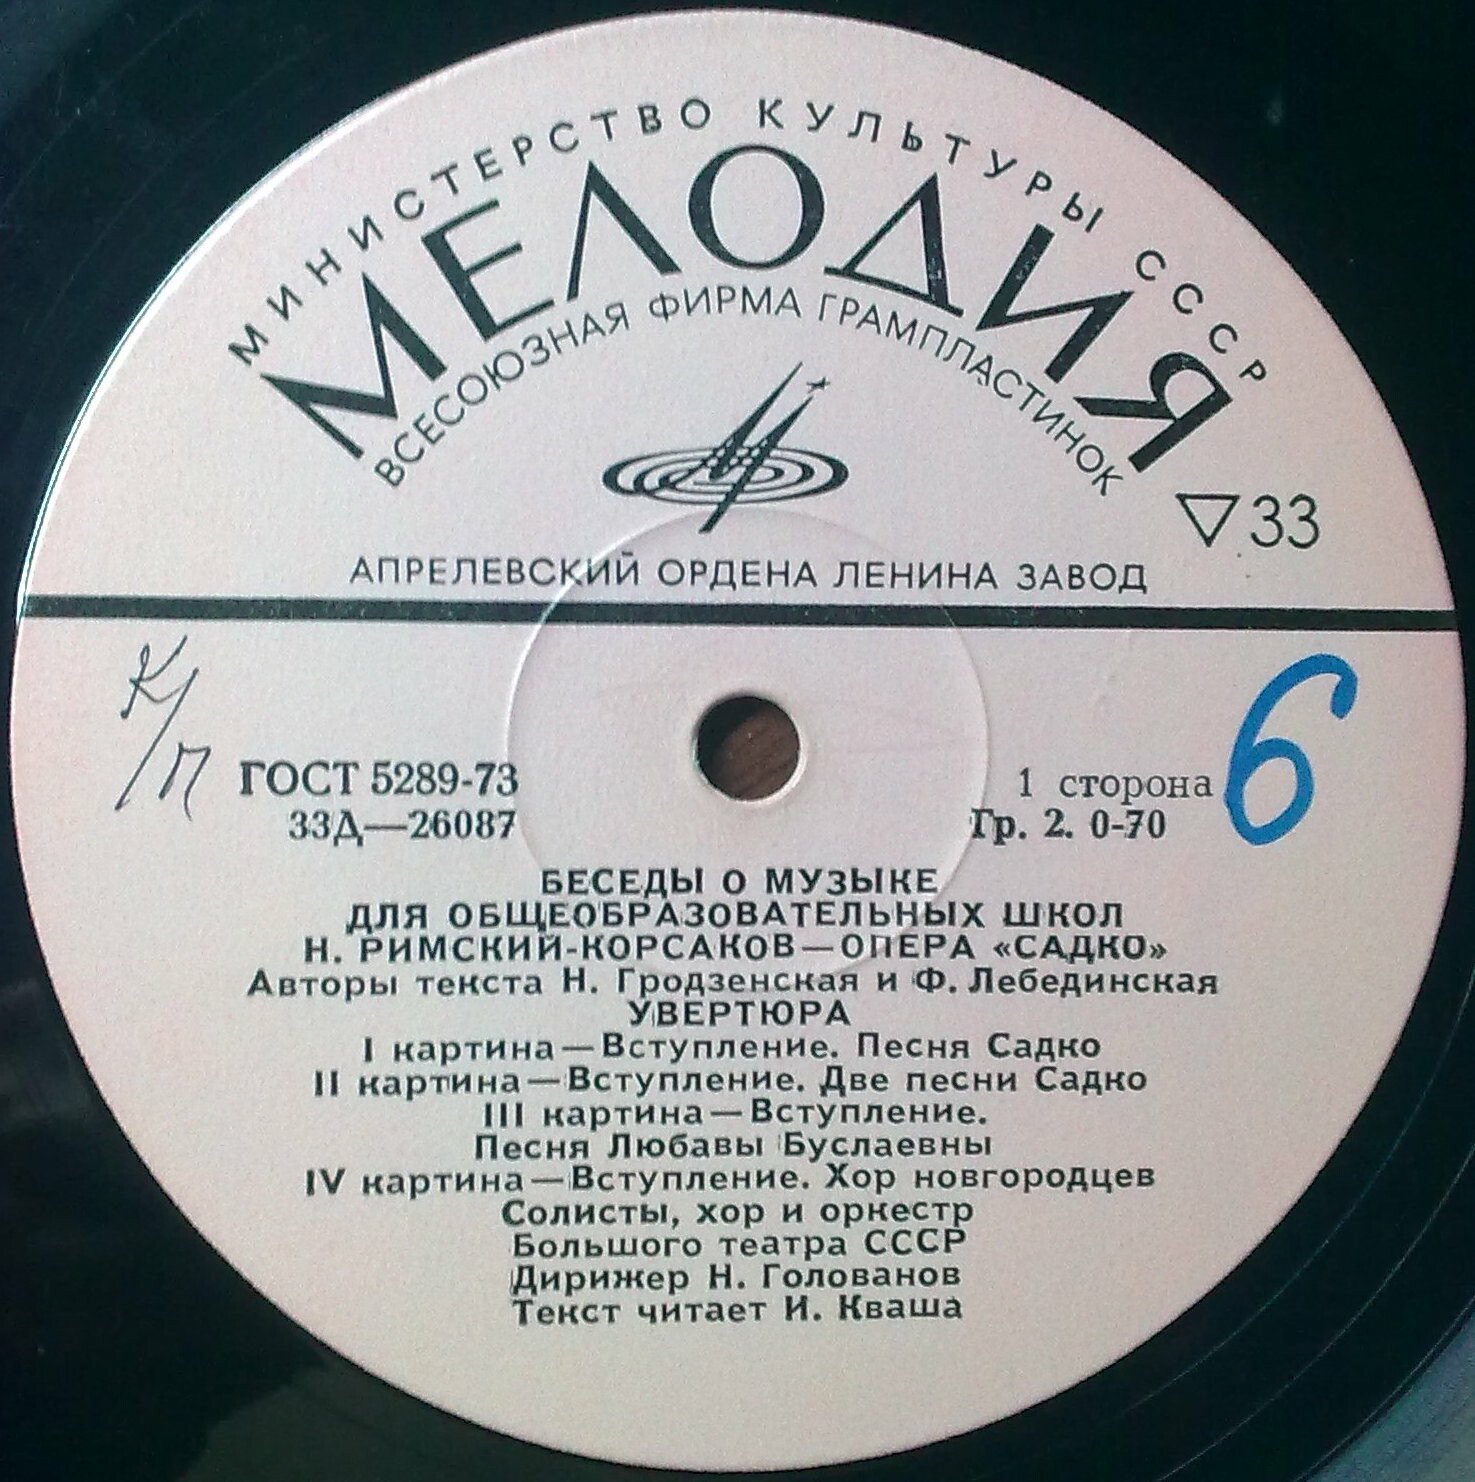 МИНИСТЕРСТВО КУЛЬТУРЫ СССР
МЕЛОДИЯ
ВСЕСОЮЗНАЯ ФИРМА ГРАМПЛАСТИНОК
33
АПРЕЛЕВСКИЙ ОРДЕНА ЛЕНИНА ЗАВОД
К/П
6
ГОСТ 5289-73
1 сторона
33Д—26087
Гр. 2. 0-70
БЕСЕДЫ О МУЗЫКЕ
ДЛЯ ОБЩЕОБРАЗОВАТЕЛЬНЫХ ШКОЛ
Н. РИМСКИЙ-КОРСАКОВ—ОПЕРА «САДКО»
Авторы текста Н. Гродзенская и Ф. Лебединская
УВЕРТЮРА
I картина—Вступление. Песня Садко
II картина—Вступление. Две песни Садко
III картина—Вступление.
Песня Любавы Буслаевны
IV картина—Вступление. Хор новгородцев
Солисты, хор и оркестр
Большого театра СССР
Дирижер Н. Голованов
Текст читает И. Кваша